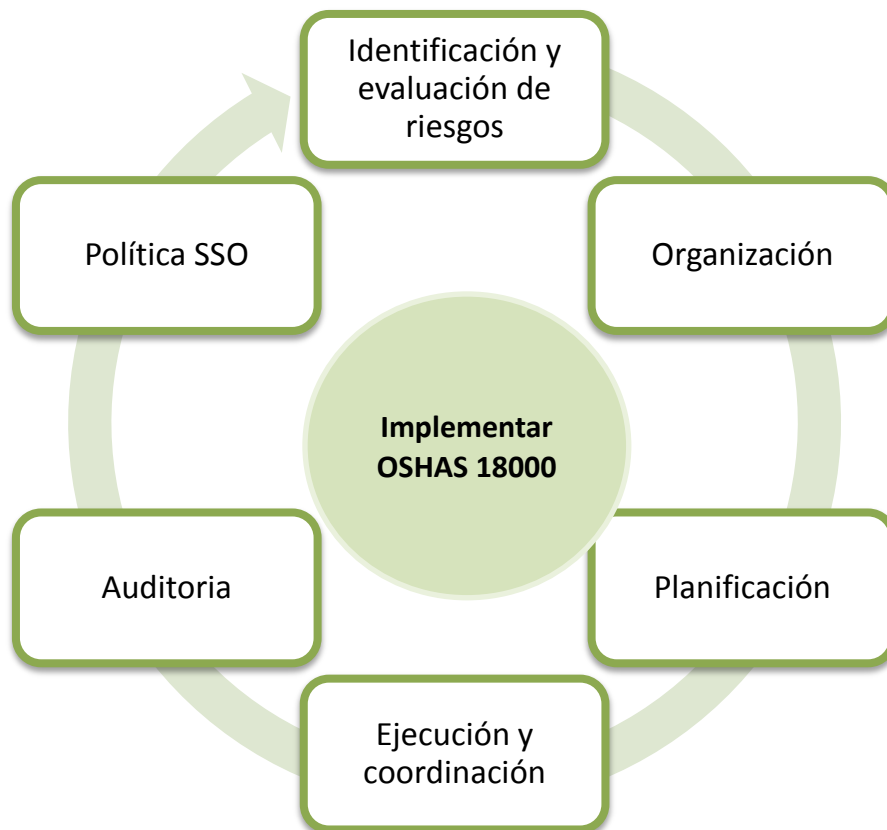 Identificación y
evaluación de
riesgos
Organización
Planificación
Ejecución y
coordinación
Auditoria
Política SSO
Implementar
OSHAS 18000